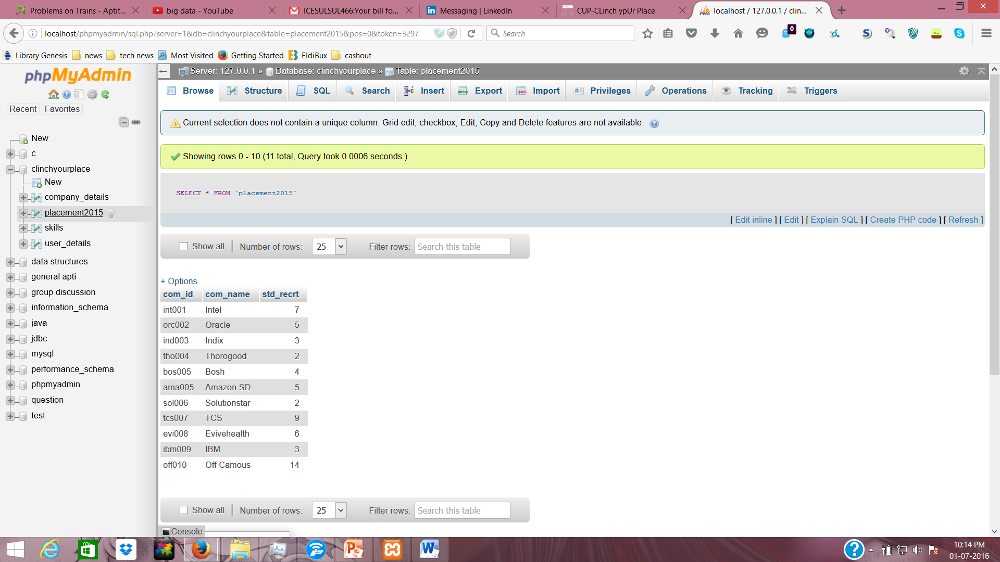 Problems on Trains - Aptit...
big data - YouTube
ICESULSUL466:Your bill fo...
Messaging | LinkedIn
CUP-CLinch ypUr Place
localhost / 127.0.0.1 / clin...
localhost/phpmyadmin/sql.php?server=1&db=clinchyourplace&table=placement2015&pos=0&token=3297
Search
0
Library Genesis news tech news Most Visited Getting Started EldiBux cashout
phpMyAdmin
Recent Favorites
New
c
clinchyourplace
New
company_details
placement2015
skills
user_details
data structures
general apti
group discussion
information_schema
java
jdbc
mysql
performance_schema
phpmyadmin
question
test
Server: 127.0.0.1 » Database: clinchyourplace » Table: placement2015
Browse Structure SQL Search Insert Export Import Privileges Operations Tracking Triggers
Current selection does not contain a unique column. Grid edit, checkbox, Edit, Copy and Delete features are not available.
Showing rows 0 - 10 (11 total, Query took 0.0006 seconds.)
SELECT * FROM `placement2015`
[ Edit inline ] [ Edit ] [ Explain SQL ] [ Create PHP code ] [ Refresh ]
Show all Number of rows: 25 Filter rows: Search this table
+ Options
com_id com_name std_recrt
int001 Intel 7
orc002 Oracle 5
ind003 Indix 3
tho004 Thorogood 2
bos005 Bosh 4
ama005 Amazon SD 5
sol006 Solutionstar 2
tcs007 TCS 9
evi008 Evivehealth 6
ibm009 IBM 3
off010 Off Camous 14
Show all Number of rows: 25 Filter rows: Search this table
Console
10:14 PM
01-07-2016